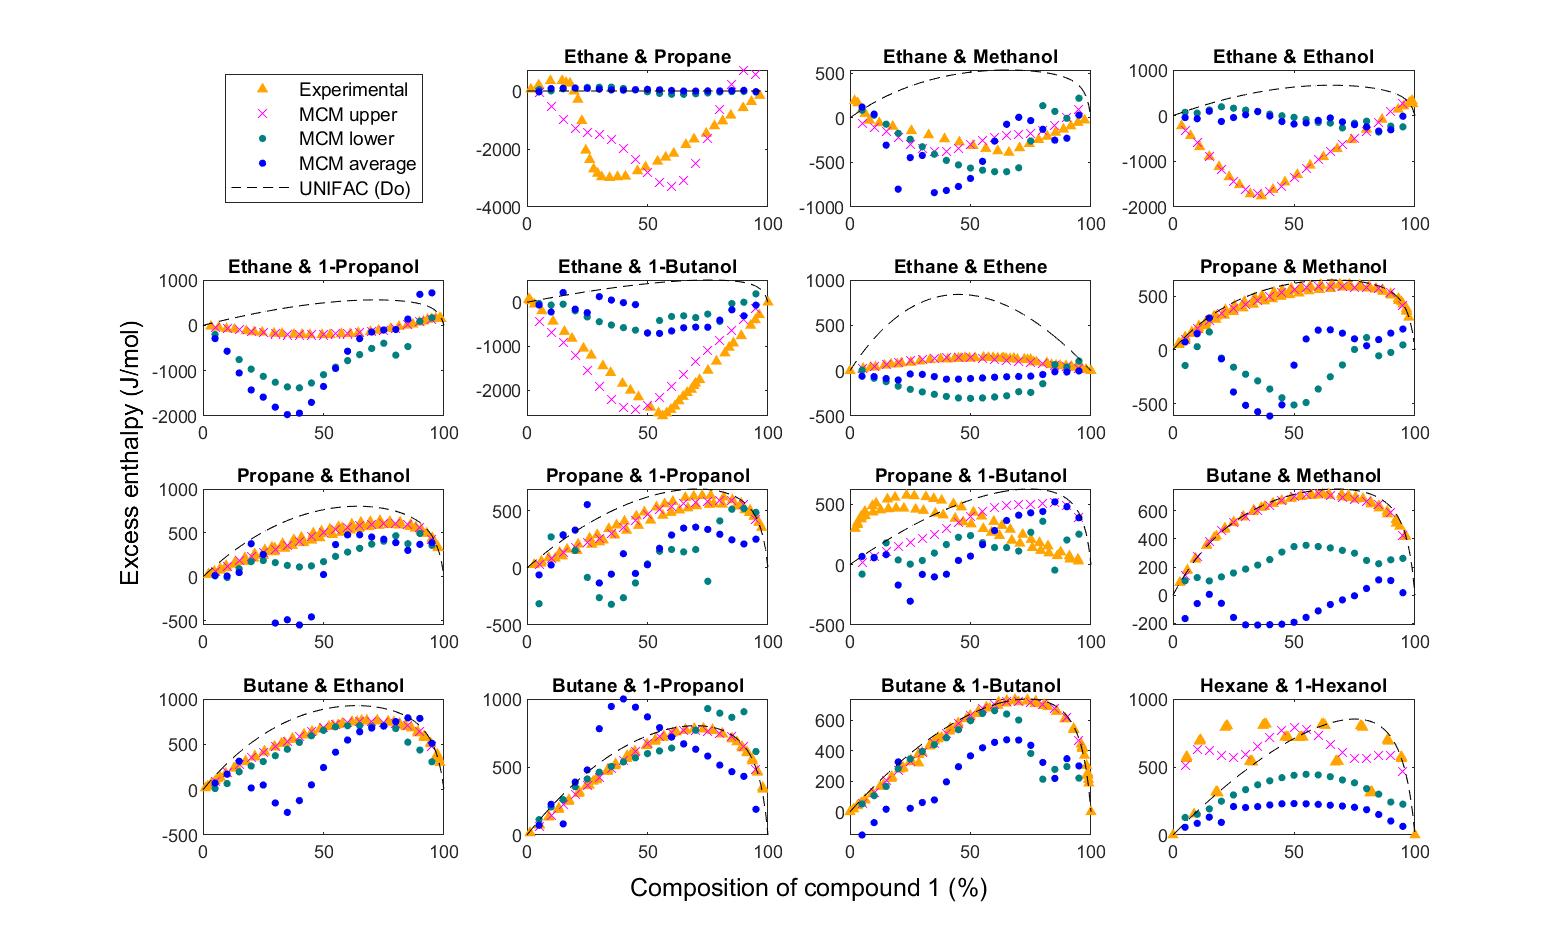 Experimental
MCM upper
MCM lower
MCM average
UNIFAC (Do)
Ethane & Propane
0
-2000
-4000
0 50 100
Ethane & Methanol
500
0
-500
-1000
0 50 100
Ethane & Ethanol
0
-1000
-2000
0 50 100
Ethane & 1-Propanol
1000
0
-1000
-2000
0 50 100
Ethane & 1-Butanol
0
-1000
-2000
0 50 100
Ethane & Ethene
1000
500
0
-500
0 50 100
Propane & Methanol
500
0
-500
0 50 100
Propane & Ethanol
1000
500
0
-500
0 50 100
Propane & 1-Propanol
500
0
-500
0 50 100
Propane & 1-Butanol
500
0
-500
0 50 100
Butane & Methanol
600
400
200
0
-200
0 50 100
Butane & Ethanol
1000
500
0
-500
0 50 100
Butane & 1-Propanol
1000
500
0
0 50 100
Butane & 1-Butanol
600
400
200
0
0 50 100
Hexane & 1-Hexanol
1000
500
0
0 50 100
Excess enthalpy (J/mol)
Composition of compound 1 (%)